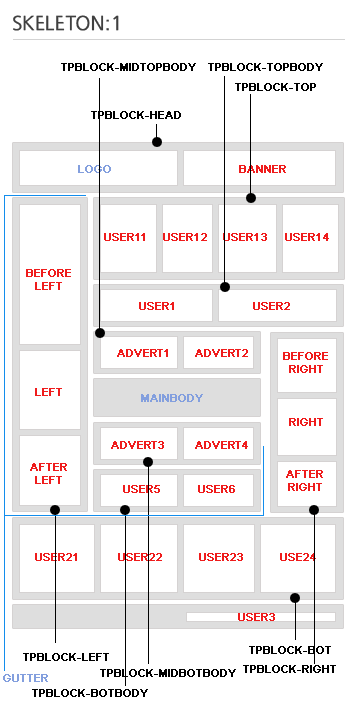 SKELETON:1
TPBLOCK-MIDTOPBODY
TPBLOCK-TOPBODY
TPBLOCK-TOP
TPBLOCK-HEAD
LOGO
BANNER
USER11
USER12
USER13
USER14
BEFORE
LEFT
USER1
USER2
ADVERT1
ADVERT2
BEFORE
RIGHT
LEFT
MAINBODY
RIGHT
ADVERT3
ADVERT4
AFTER
LEFT
AFTER
RIGHT
USER5
USER6
USER21
USER22
USER23
USE24
USER3
TPBLOCK-LEFT
TPBLOCK-BOT
TPBLOCK-MIDBOTBODY
TPBLOCK-RIGHT
GUTTER
TPBLOCK-BOTBODY